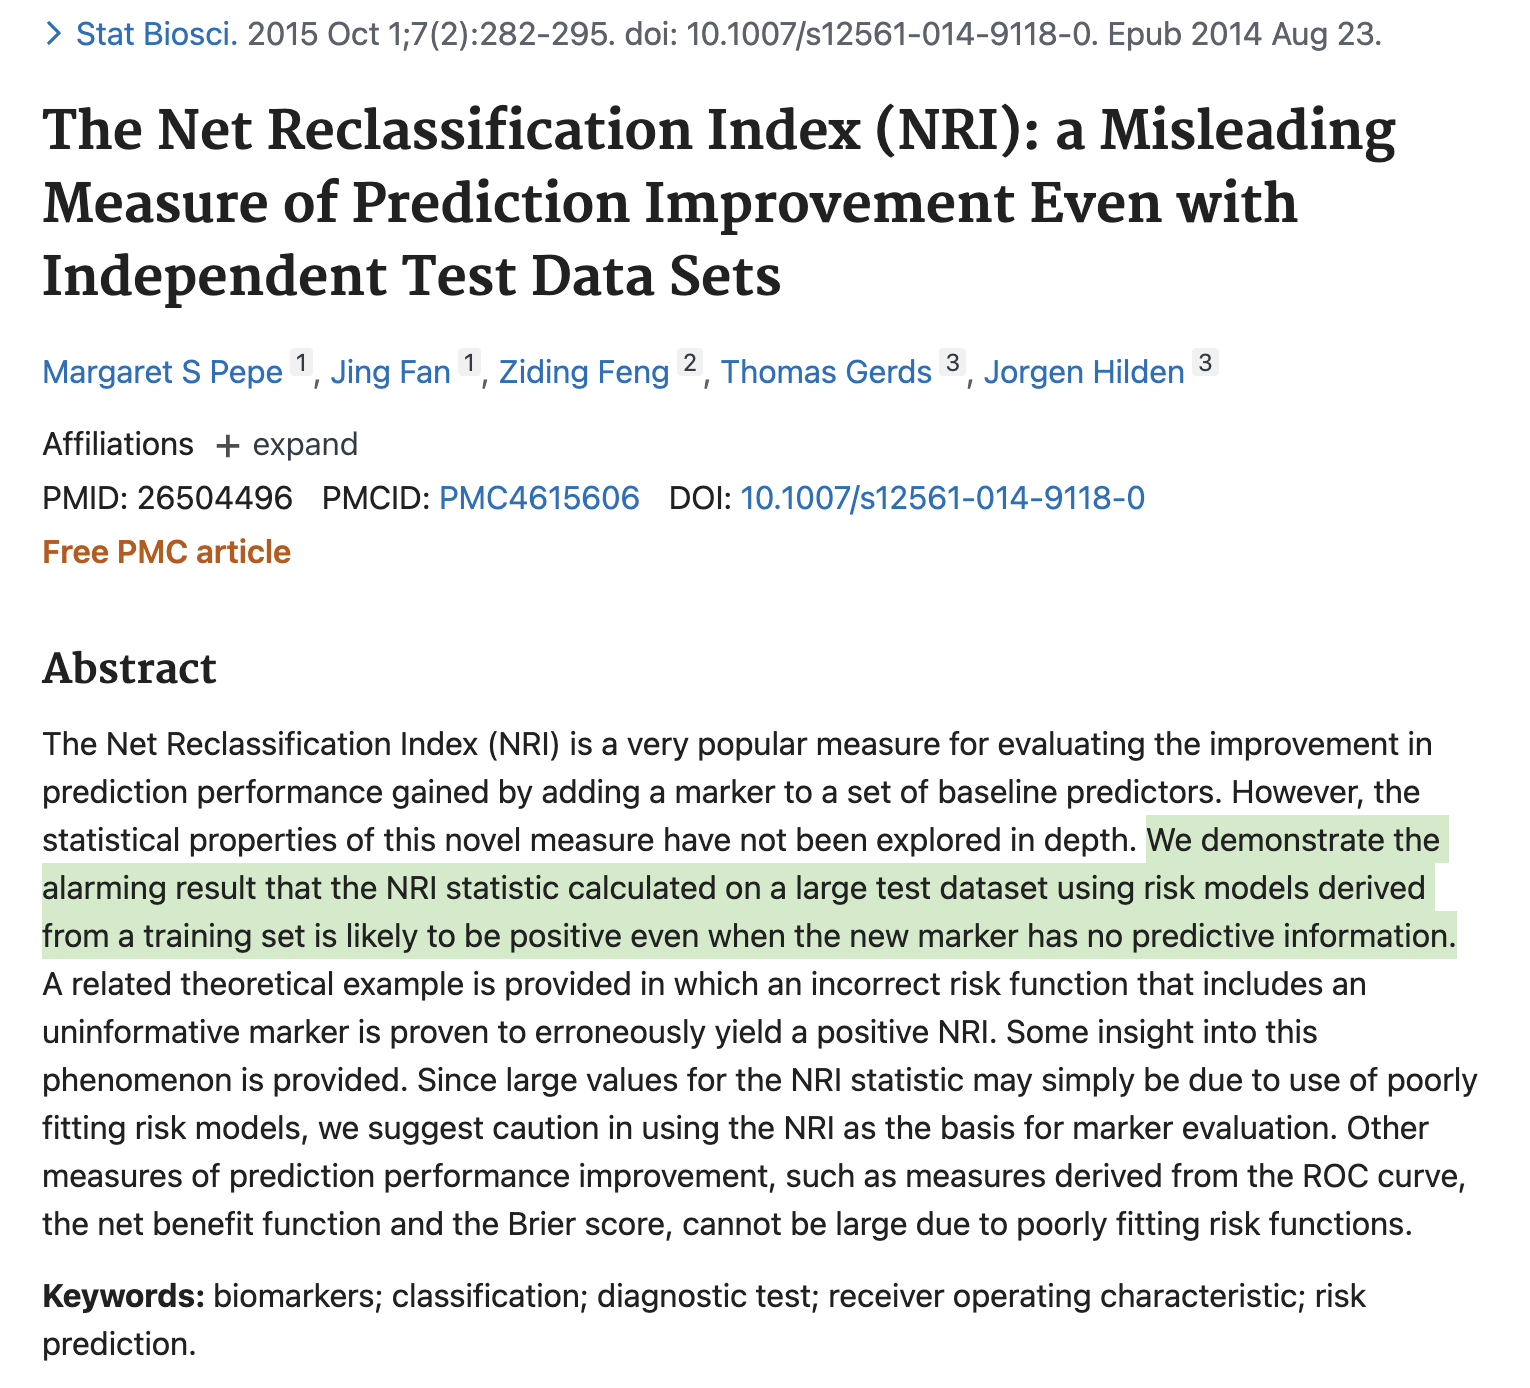 > Stat Biosci. 2015 Oct 1;7(2):282-295. doi: 10.1007/s12561-014-9118-0. Epub 2014 Aug 23.
The Net Reclassification Index (NRI): a Misleading
Measure of Prediction Improvement Even with
Independent Test Data Sets
Margaret S Pepe 1, Jing Fan 1, Ziding Feng 2, Thomas Gerds 3, Jorgen Hilden 3
Affiliations + expand
PMID: 26504496 PMCID: PMC4615606 DOI: 10.1007/s12561-014-9118-0
Free PMC article
Abstract
The Net Reclassification Index (NRI) is a very popular measure for evaluating the improvement in
prediction performance gained by adding a marker to a set of baseline predictors. However, the
statistical properties of this novel measure have not been explored in depth. We demonstrate the
alarming result that the NRI statistic calculated on a large test dataset using risk models derived
from a training set is likely to be positive even when the new marker has no predictive information.
A related theoretical example is provided in which an incorrect risk function that includes an
uninformative marker is proven to erroneously yield a positive NRI. Some insight into this
phenomenon is provided. Since large values for the NRI statistic may simply be due to use of poorly
fitting risk models, we suggest caution in using the NRI as the basis for marker evaluation. Other
measures of prediction performance improvement, such as measures derived from the ROC curve,
the net benefit function and the Brier score, cannot be large due to poorly fitting risk functions.
Keywords: biomarkers; classification; diagnostic test; receiver operating characteristic; risk
prediction.